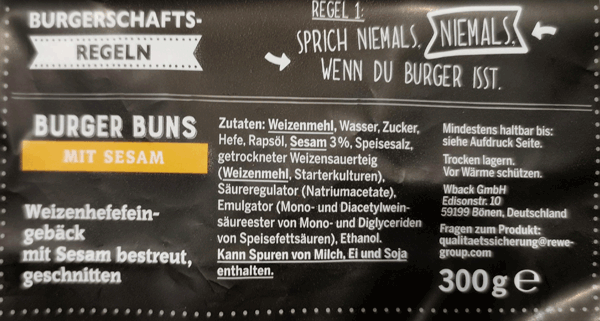 BURGERSCHAFTS-
REGELN
REGEL 1:
SPRICH NIEMALS, NIEMALS,
WENN DU BURGER ISST.
BURGER BUNS
MIT SESAM
Weizenhefefein-
gebäck
mit Sesam bestreut,
geschnitten
Zutaten: Weizenmehl, Wasser, Zucker,
Hefe, Rapsöl, Sesam 3%, Speisesalz,
getrockneter Weizensauerteig
(Weizenmehl, Starterkulturen),
Säureregulator (Natriumacetate),
Emulgator (Mono- und Diacetylwein-
säureester von Mono- und Diglyceriden
von Speisefettsäuren), Ethanol.
Kann Spuren von Milch, Ei und Soja
enthalten.
Mindestens haltbar bis:
siehe Aufdruck Seite.
Trocken lagern.
Vor Wärme schützen.
Wback GmbH
Edisonstr. 10
59199 Bönen, Deutschland
Fragen zum Produkt:
qualitaetssicherung@rewe-
group.com
300g e